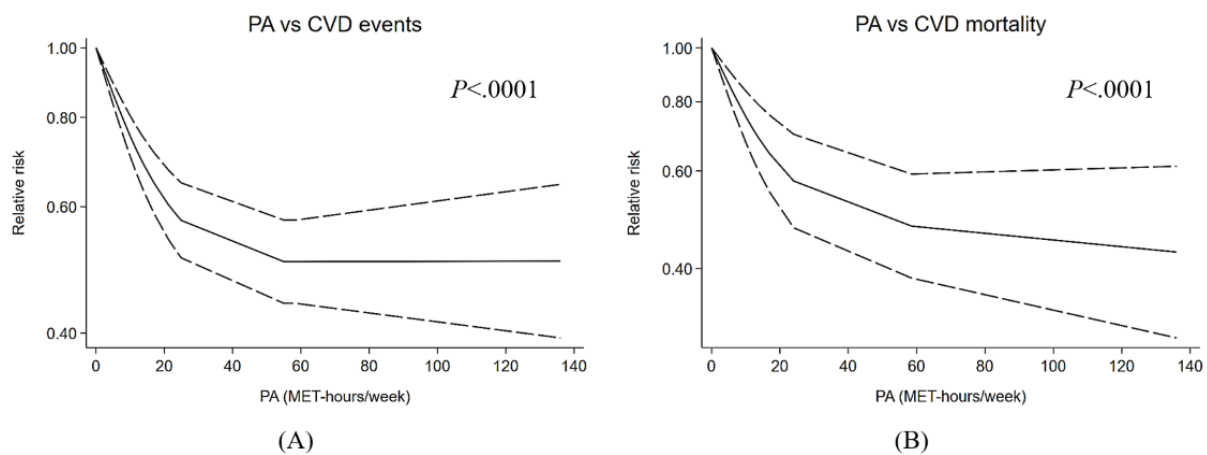 PA vs CVD events
1.00
0.80
0.60
0.40
Relative risk
P<.0001
0 20 40 60 80 100 120 140
PA (MET-hours/week)
(A)
PA vs CVD mortality
1.00
0.80
0.60
0.40
Relative risk
P<.0001
0 20 40 60 80 100 120 140
PA (MET-hours/week)
(B)